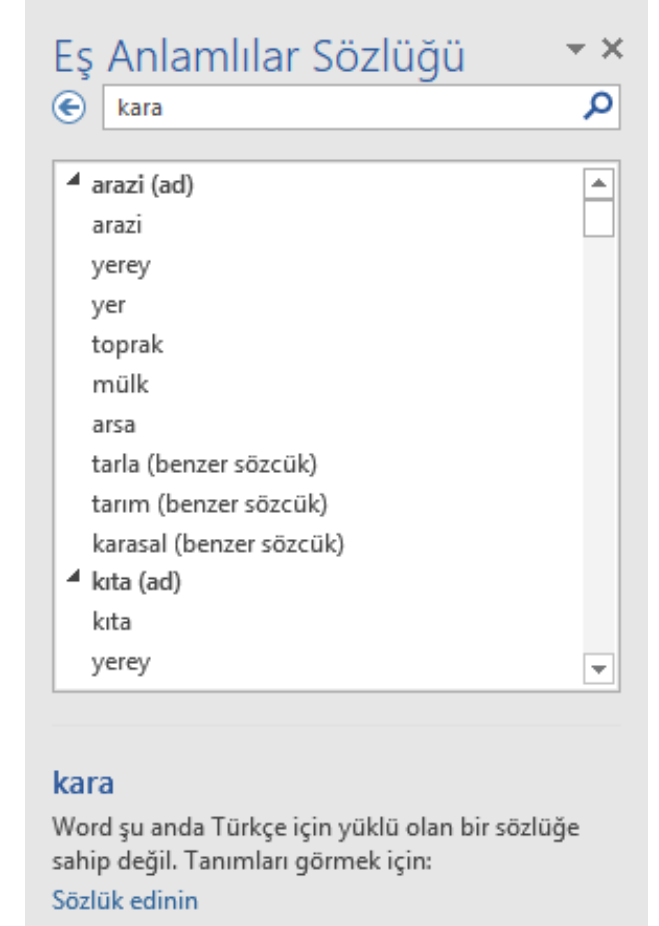 Eş Anlamlılar Sözlüğü
kara
arazi (ad)
arazi
yerey
yer
toprak
mülk
arsa
tarla (benzer sözcük)
tarım (benzer sözcük)
karasal (benzer sözcük)
kıta (ad)
kıta
yerey
kara
Word şu anda Türkçe için yüklü olan bir sözlüğe
sahip değil. Tanımları görmek için:
Sözlük edinin